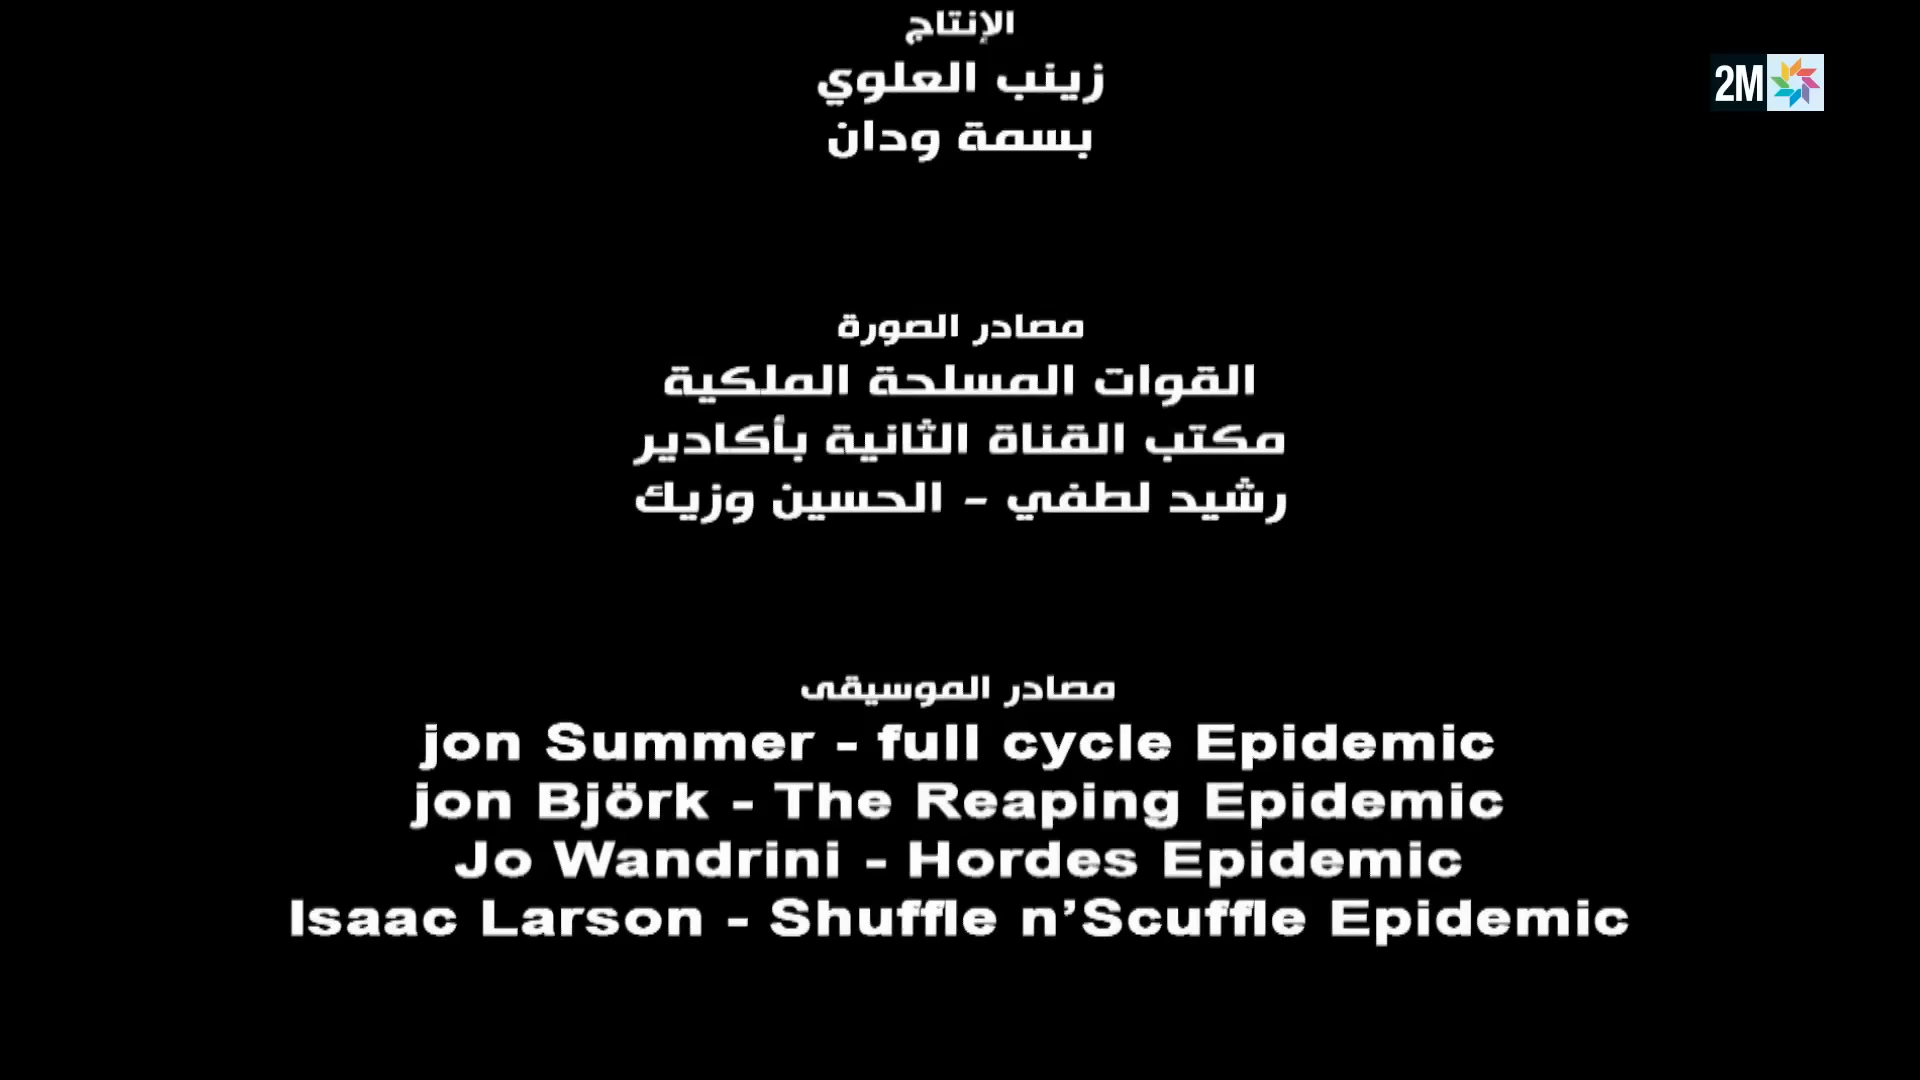 الإنتاج
زينب العلوي
بسمة ودان
2M
مصادر الصورة
القوات المسلحة الملكية
مكتب القناة الثانية بأكادير
رشيد لطفي - الحسين وزيك
مصادر الموسيقى
jon Summer - full cycle Epidemic
jon Björk - The Reaping Epidemic
Jo Wandrini - Hordes Epidemic
Isaac Larson - Shuffle n’Scuffle Epidemic